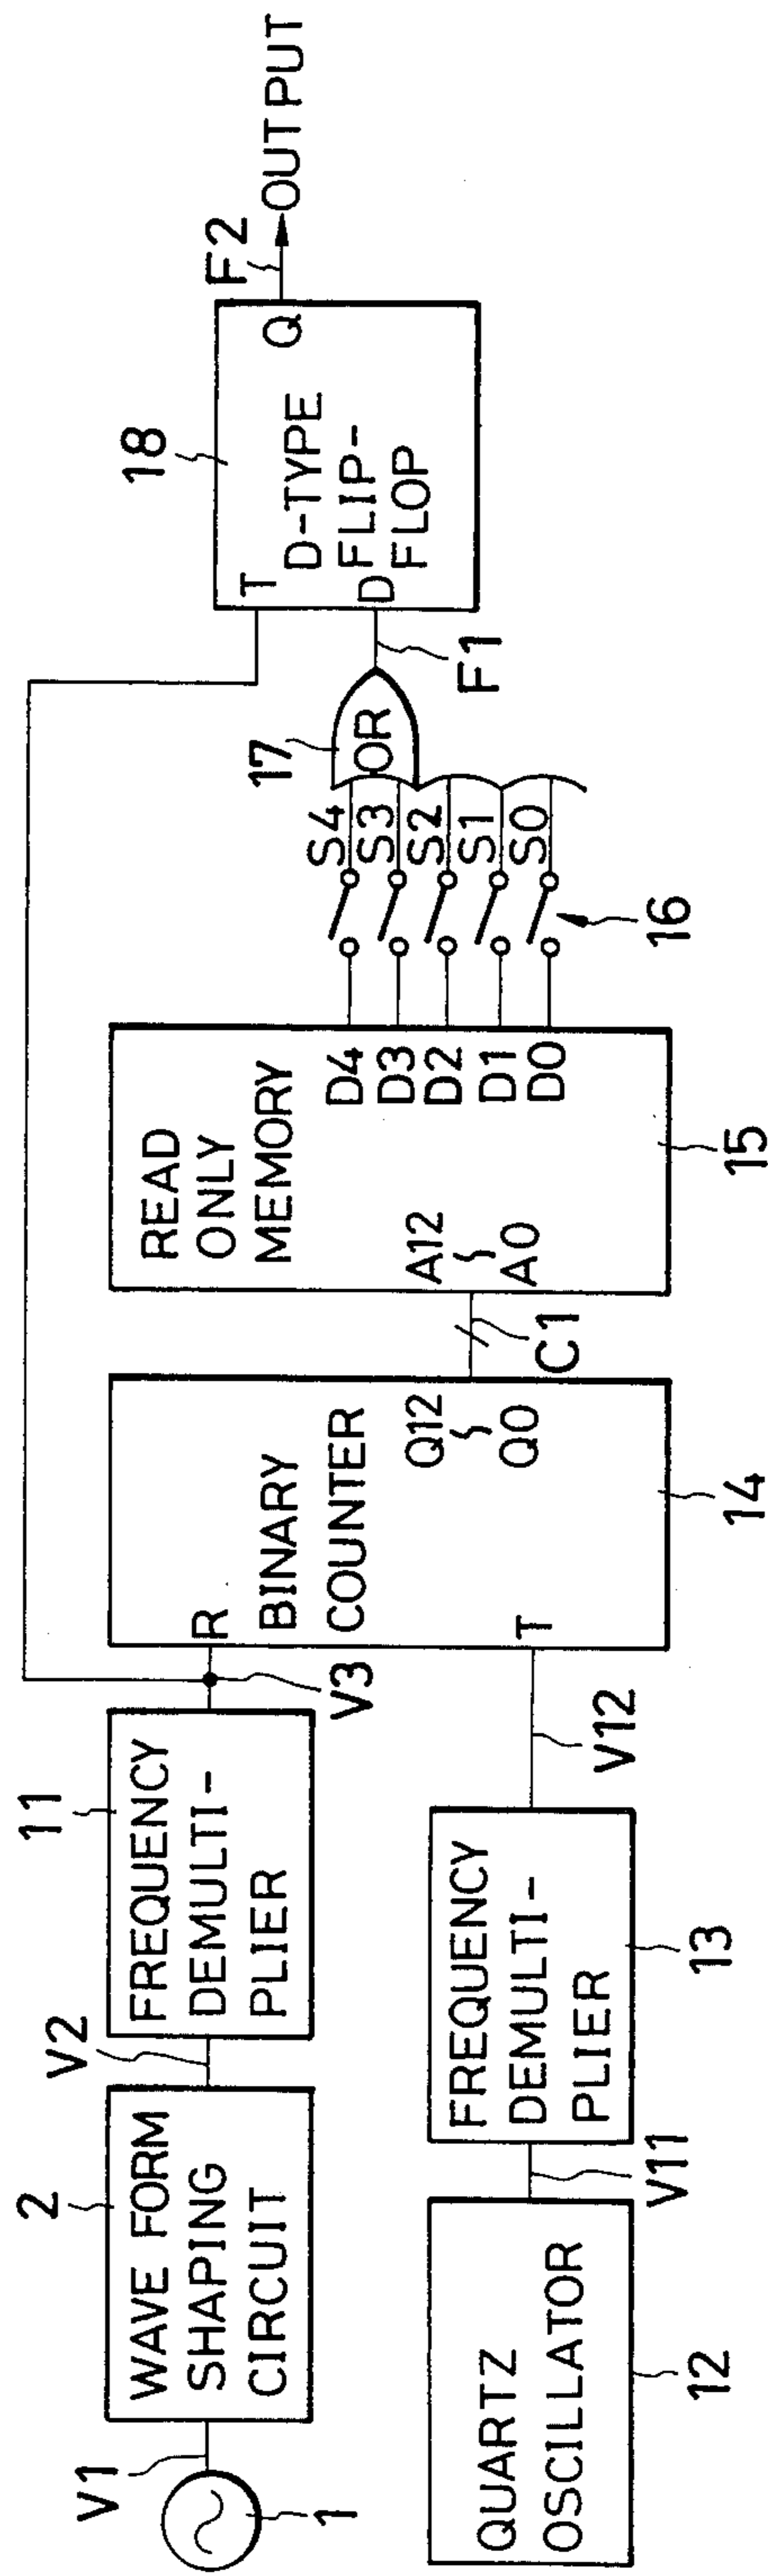 V1
1
2
WAVE FORM
SHAPING
CIRCUIT
V2
11
FREQUENCY
DEMULTI-
PLIER
V3
QUARTZ
OSCILLATOR
12
V11
FREQUENCY
DEMULTI-
PLIER
13
V12
R
BINARY
COUNTER
T
Q12
Q0
14
C1
READ
ONLY
MEMORY
A12
A0
D4
D3
D2
D1
D0
15
S4
S3
S2
S1
S0
16
17
OR
F1
18
T
D-TYPE
FLIP-
FLOP
D
Q
F2
OUTPUT